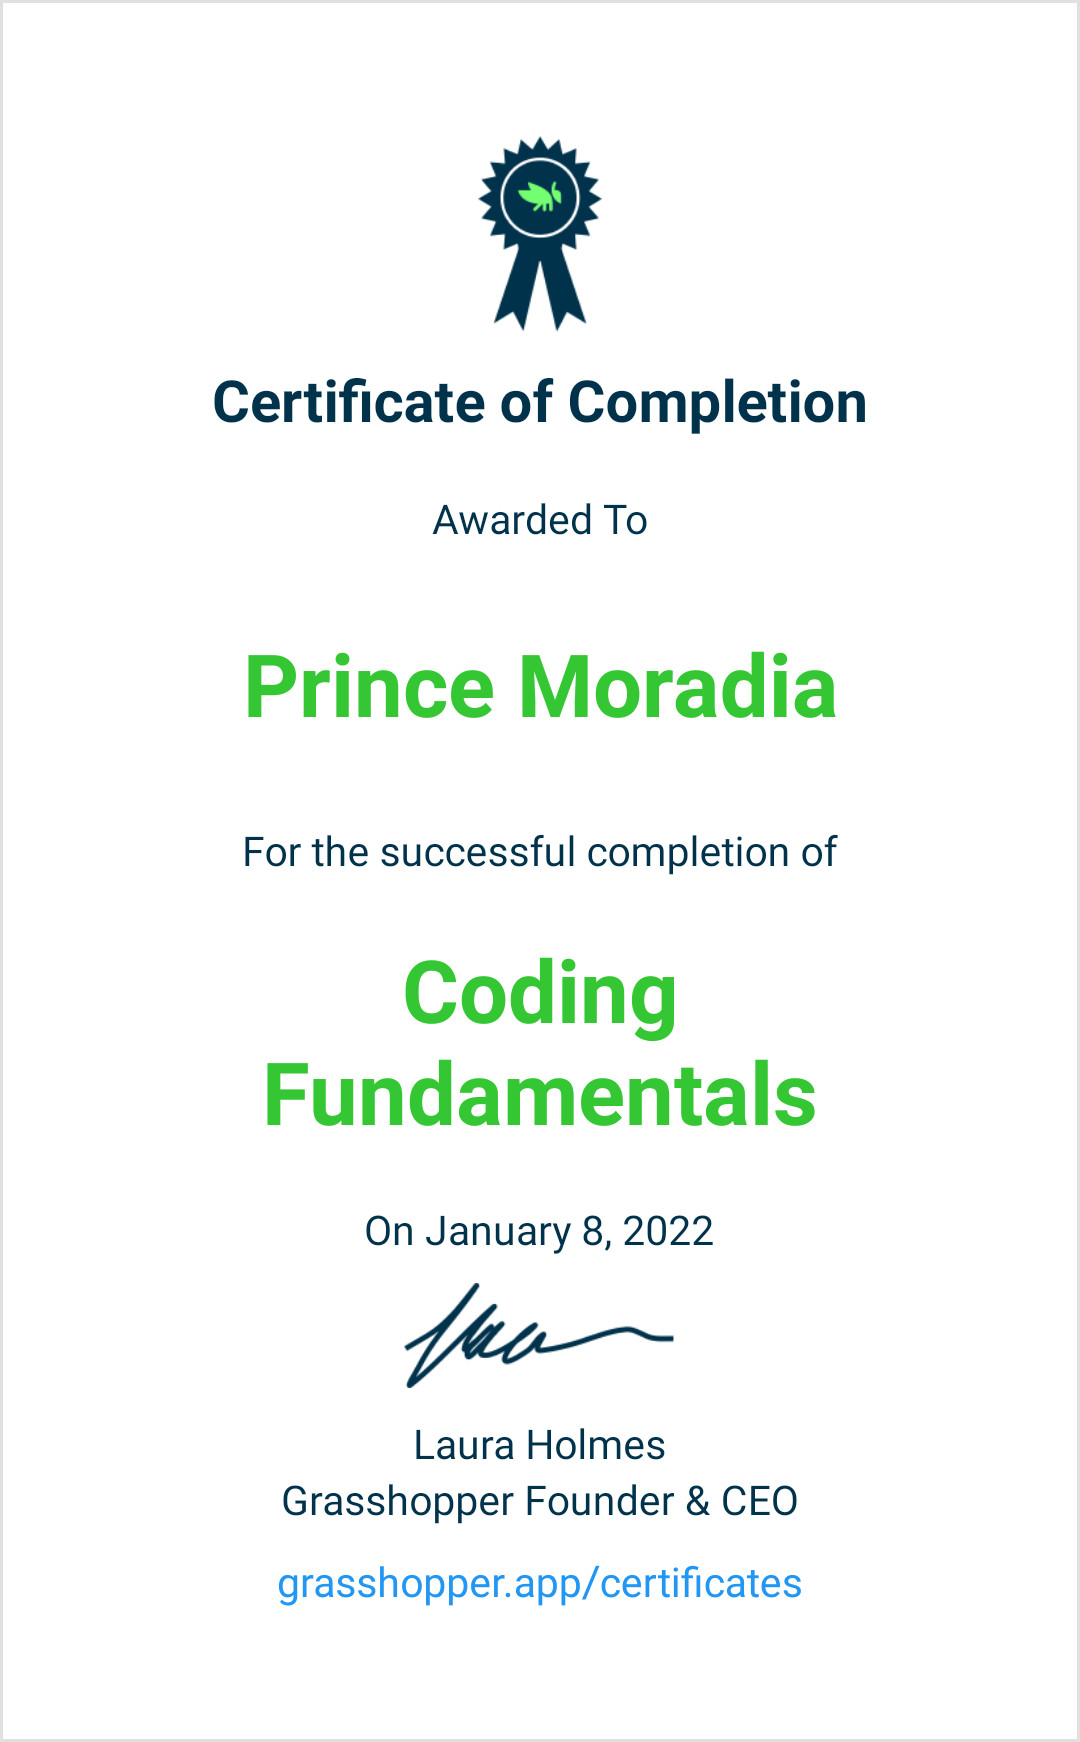 Certificate of Completion
Awarded To
Prince Moradia
For the successful completion of
Coding
Fundamentals
On January 8, 2022
Laura Holmes
Grasshopper Founder & CEO
grasshopper.app/certificates